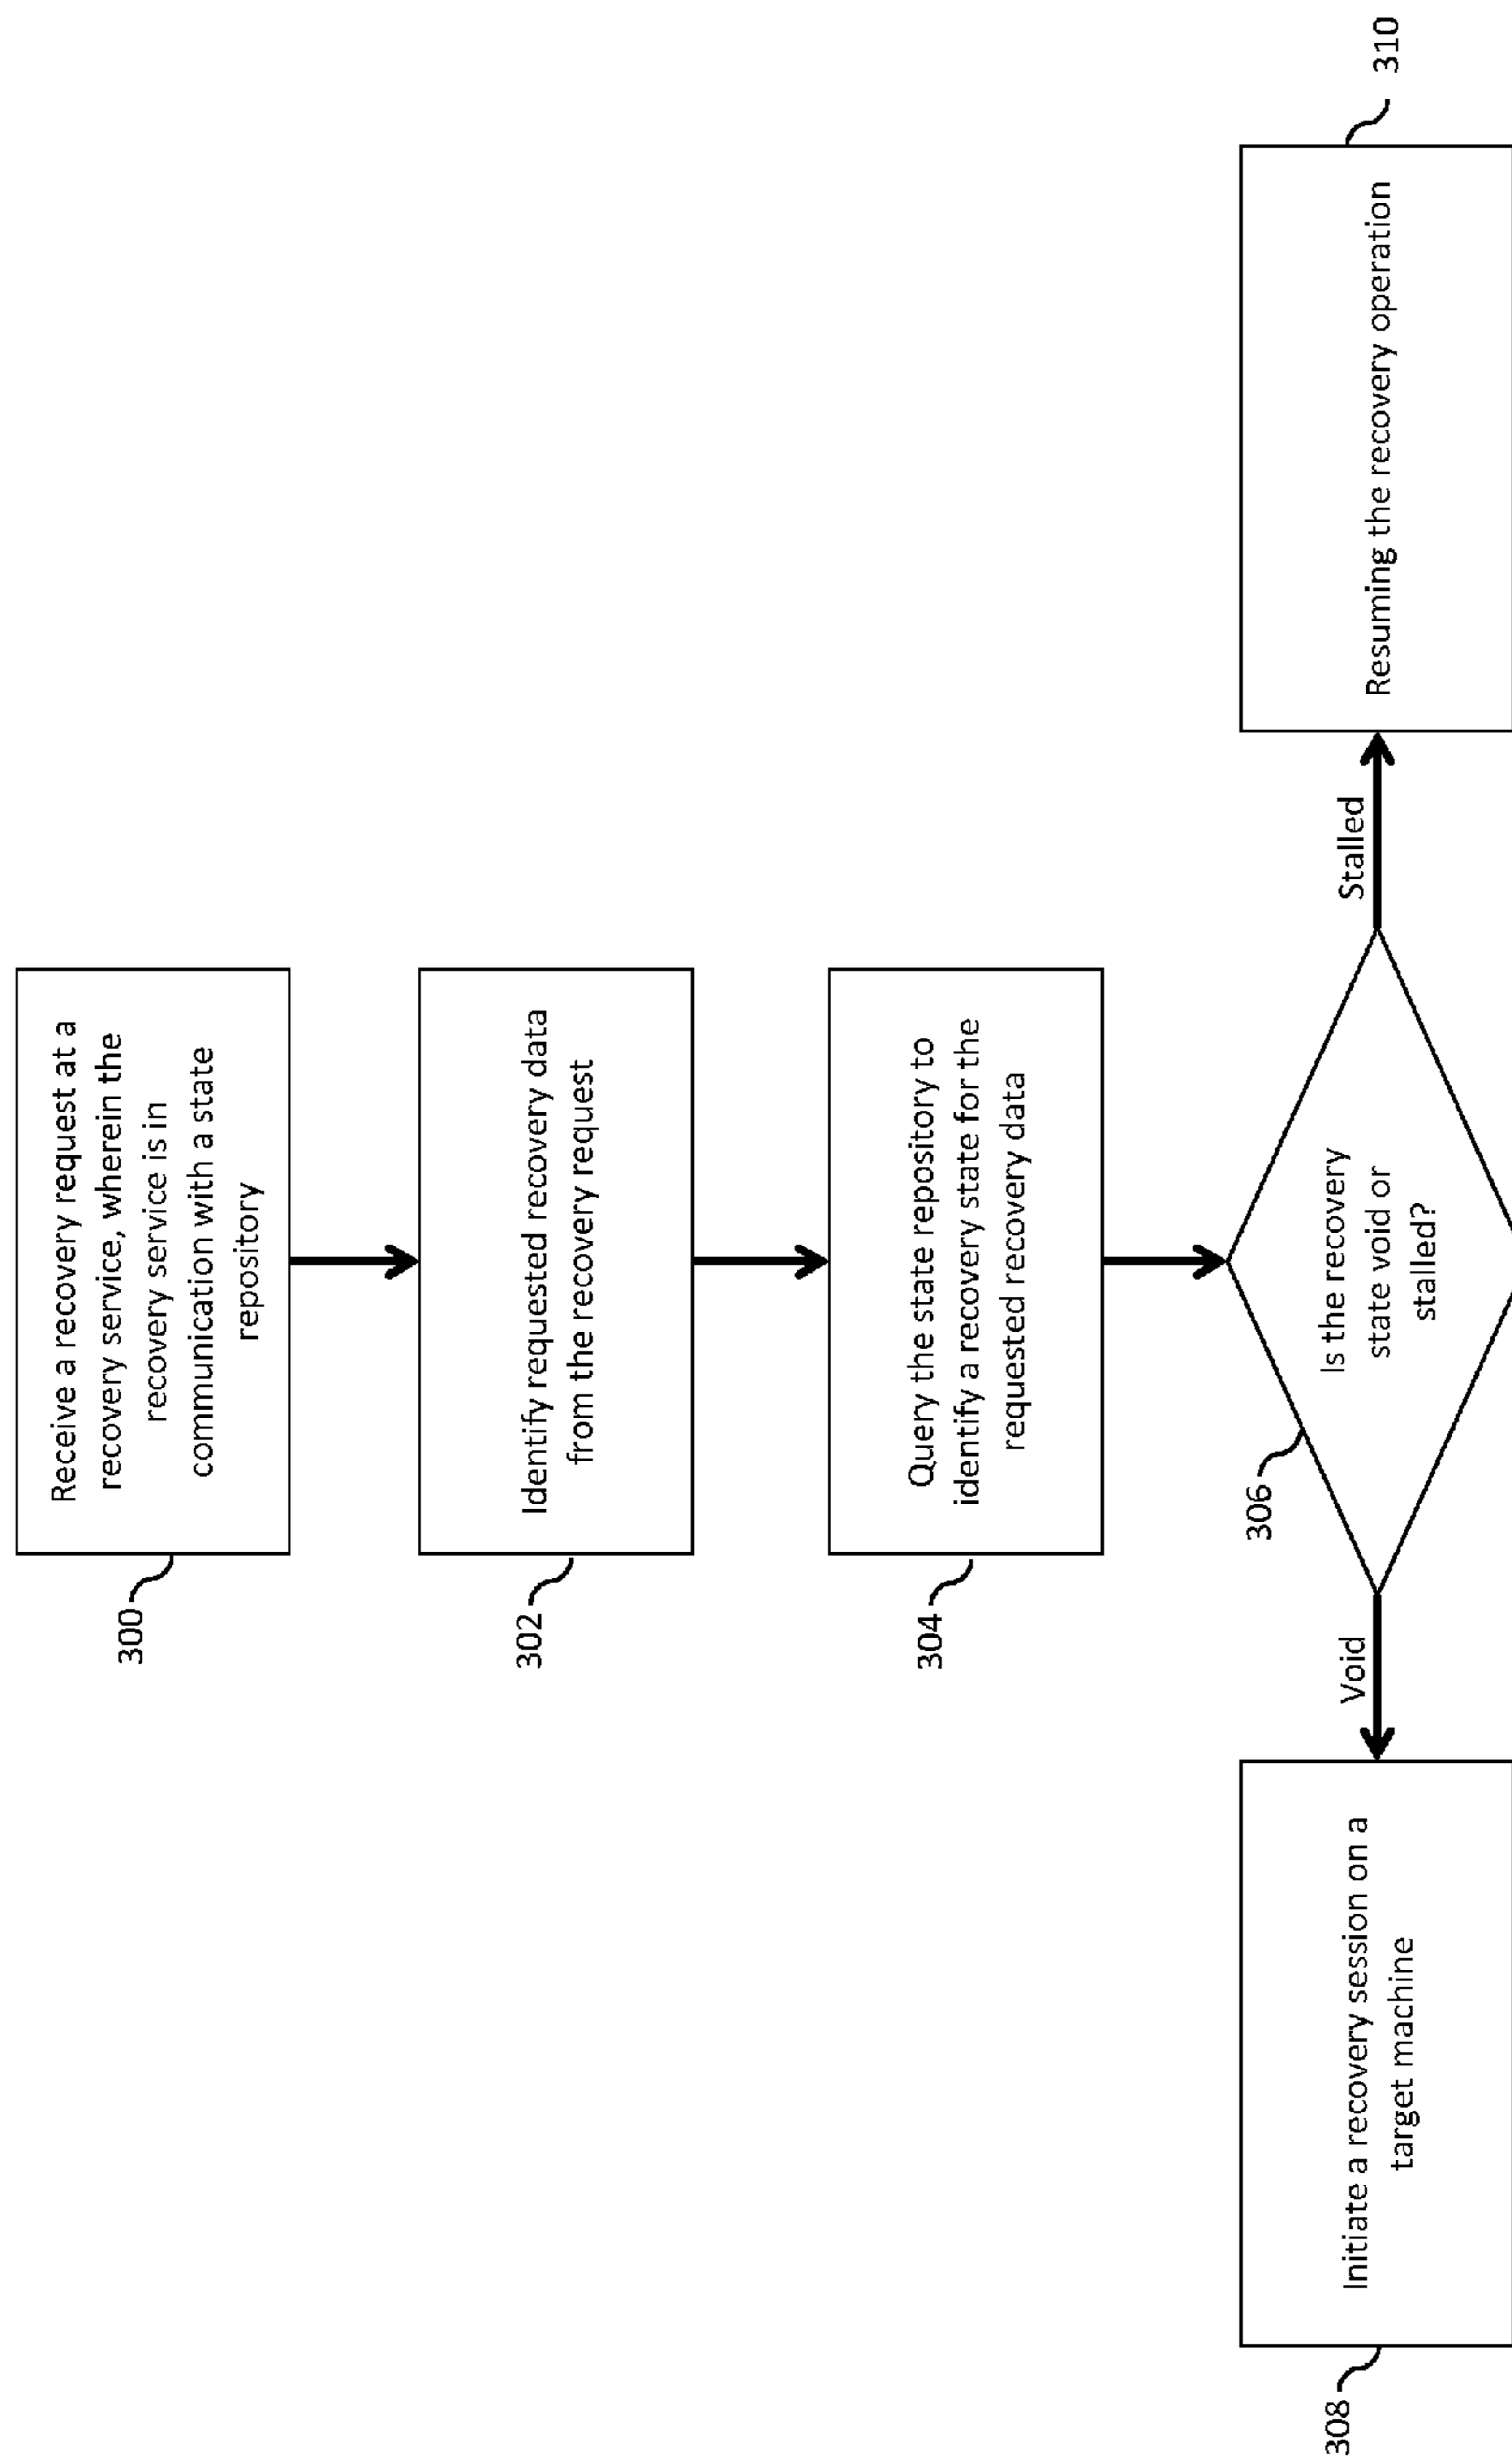 300
Receive a recovery request at a
recovery service, wherein the
recovery service is in
communication with a state
repository
302
Identify requested recovery data
from the recovery request
304
Query the state repository to
identify a recovery state for the
requested recovery data
306
Is the recovery
state void or
stalled?
Void
Stalled
308
Initiate a recovery session on a
target machine
Resuming the recovery operation
310